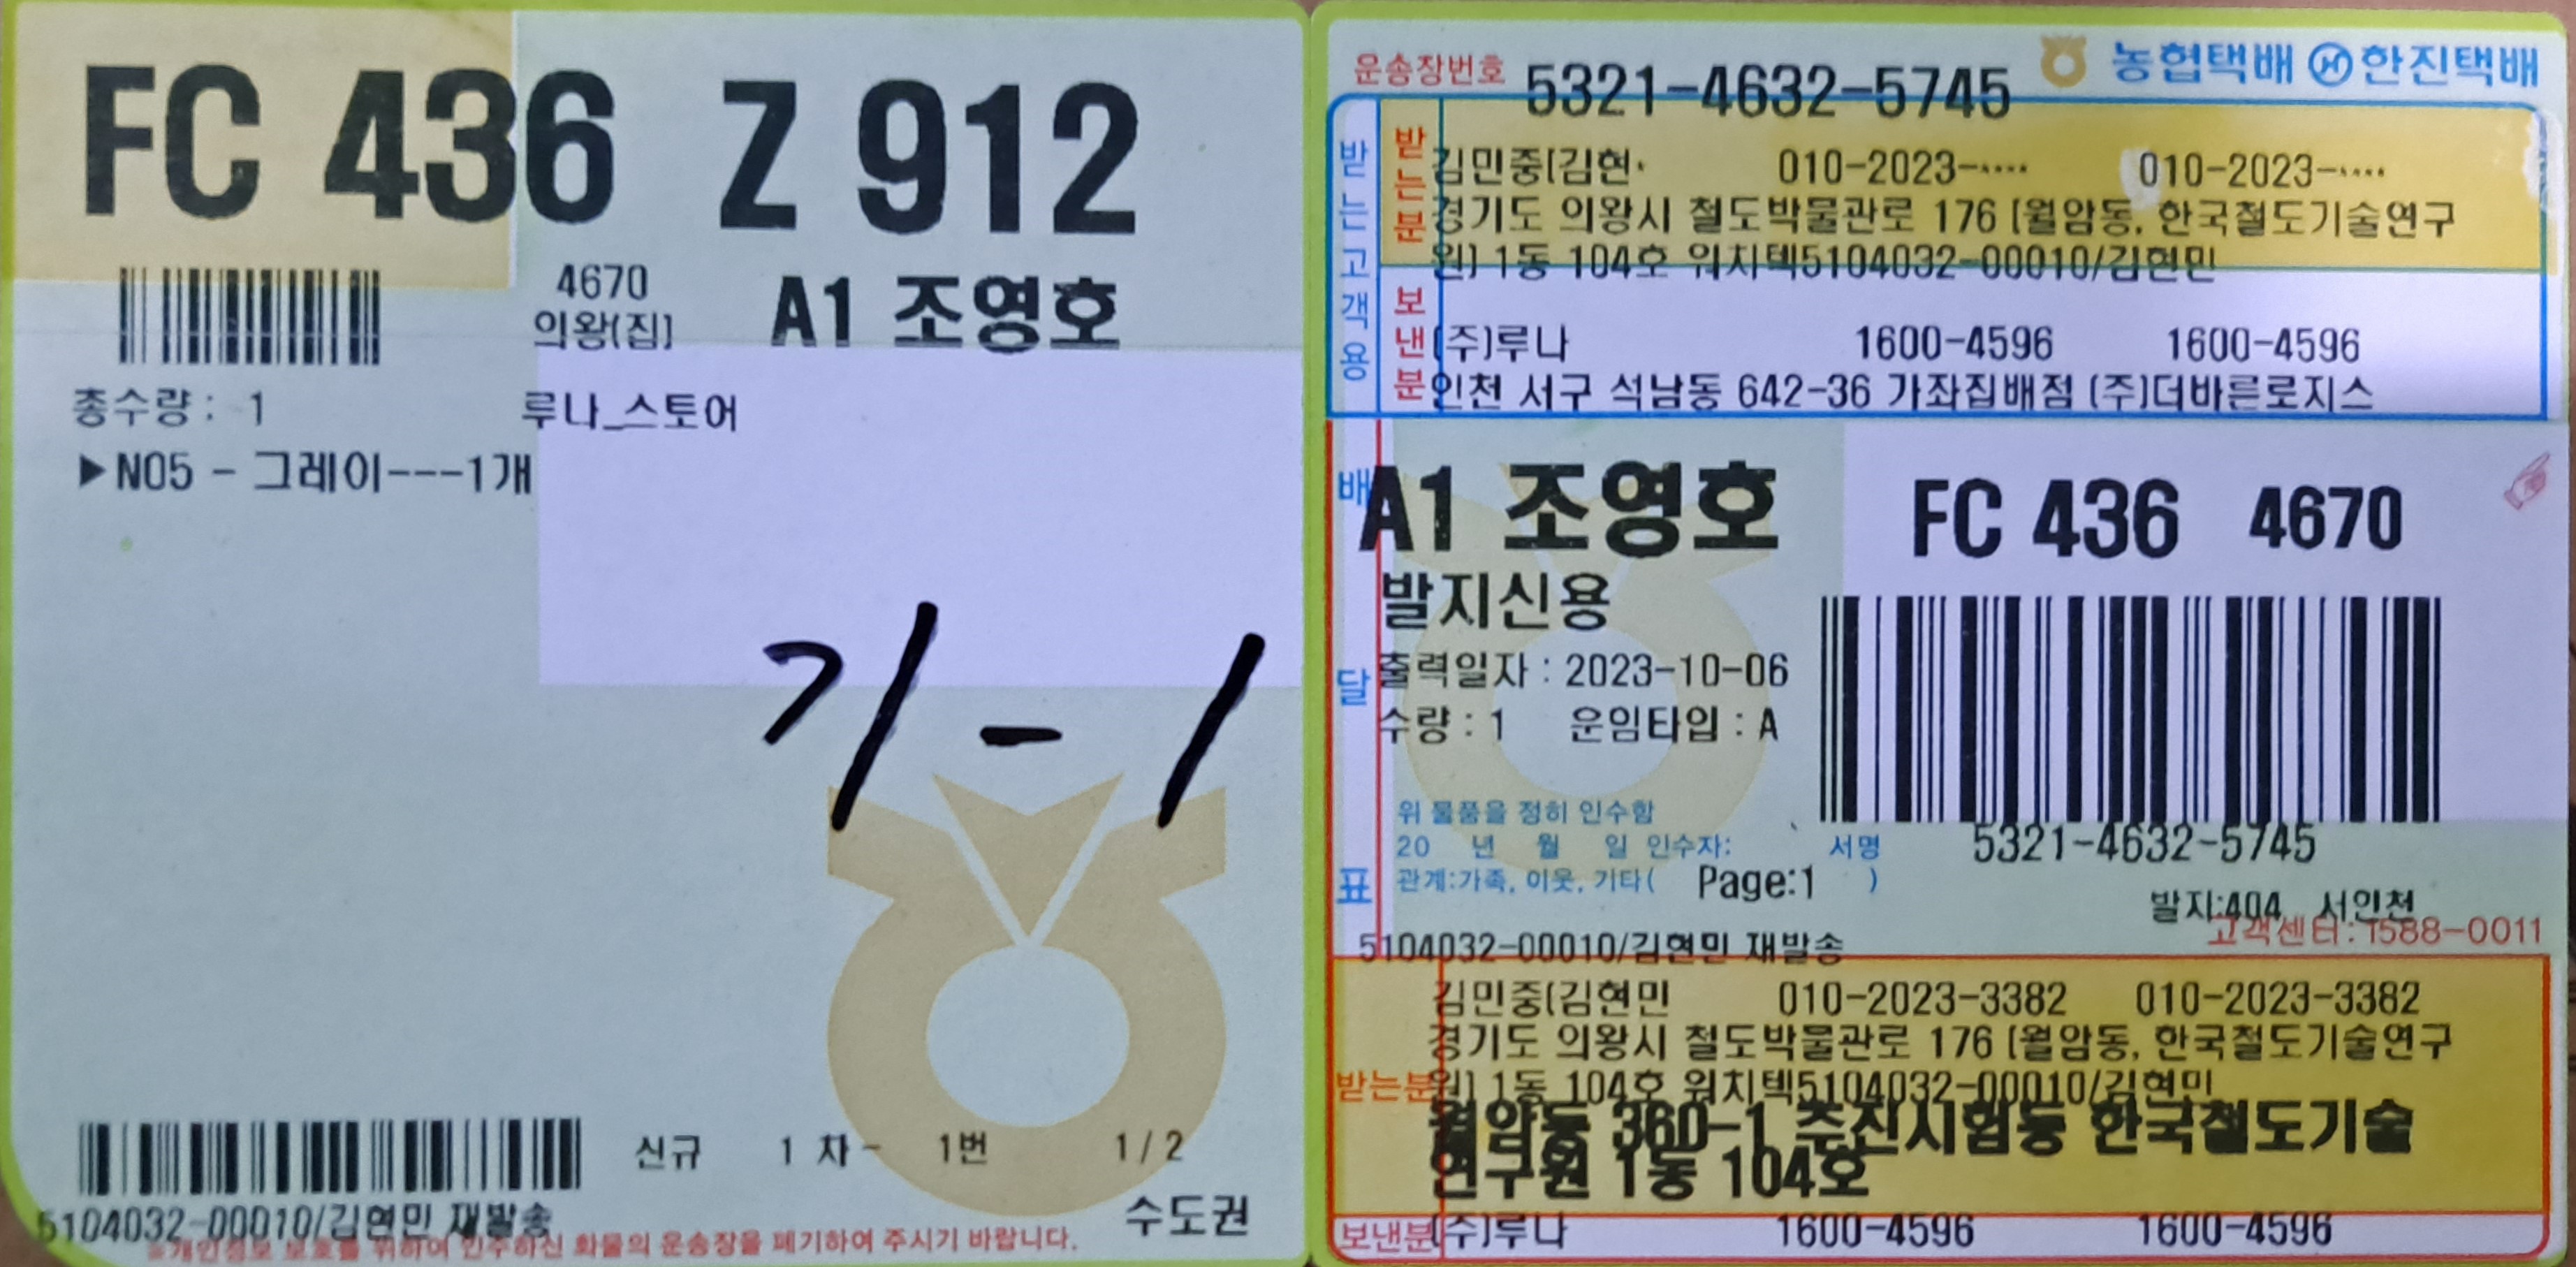 FC 436 Z 912
4670
의왕(집)
A1 조영호
총수량 : 1
루나_스토어
▶N05 - 그레이---1개
기-1
신규 1 차- 1번 1/2
5104032-00010/김현민 재발송
수도권
※개인정보 보호를 위하여 인수하신 화물의 운송장을 폐기하여 주시기 바랍니다.
운송장번호 5321-4632-5745 농협택배 한진택배
받는고객용
받는분
김민중[김현· 010-2023-···· 010-2023-····
경기도 의왕시 철도박물관로 176 [월암동, 한국철도기술연구
원] 1동 104호 워치텍5104032-00010/김현민
보낸분
(주)루나 1600-4596 1600-4596
인천 서구 석남동 642-36 가좌집배점 (주)더바른로지스
배달표
A1 조영호 FC 436 4670
발지신용
출력일자 : 2023-10-06
수량 : 1 운임타입 : A
위 물품을 정히 인수함
20 년 월 일 인수자: 서명
관계:가족, 이웃, 기타( Page:1 )
5321-4632-5745
발지:404 서인천
고객센터:1588-0011
5104032-00010/김현민 재발송
김민중(김현민 010-2023-3382 010-2023-3382
경기도 의왕시 철도박물관로 176 [월암동, 한국철도기술연구
받는분 원] 1동 104호 워치텍5104032-00010/김현민
월암동 360-1 추진시험동 한국철도기술
연구원 1동 104호
보낸분 (주)루나 1600-4596 1600-4596